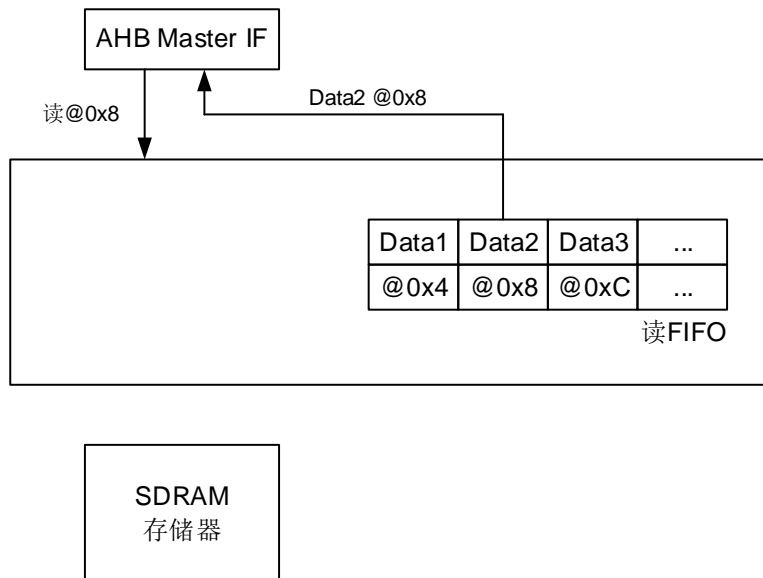 AHB Master IF
读@0x8
Data2 @0x8
Data1 Data2 Data3 ...
@0x4 @0x8 @0xC ...
读FIFO
SDRAM
存储器